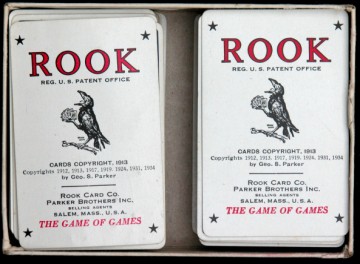 ROOK
REG. U. S. PATENT OFFICE
CARDS COPYRIGHT, 1913
Copyrights 1912, 1913, 1917, 1919, 1924, 1931, 1934
by Geo. S. Parker
ROOK CARD CO.
PARKER BROTHERS INC.
SELLING AGENTS
SALEM, MASS., U.S.A.
THE GAME OF GAMES
ROOK
REG. U. S. PATENT OFFICE
CARDS COPYRIGHT, 1913
Copyrights 1912, 1913, 1917, 1919, 1924, 1931, 1934
by Geo. S. Parker
ROOK CARD CO.
PARKER BROTHERS INC.
SELLING AGENTS
SALEM, MASS., U.S.A.
THE GAME OF GAMES